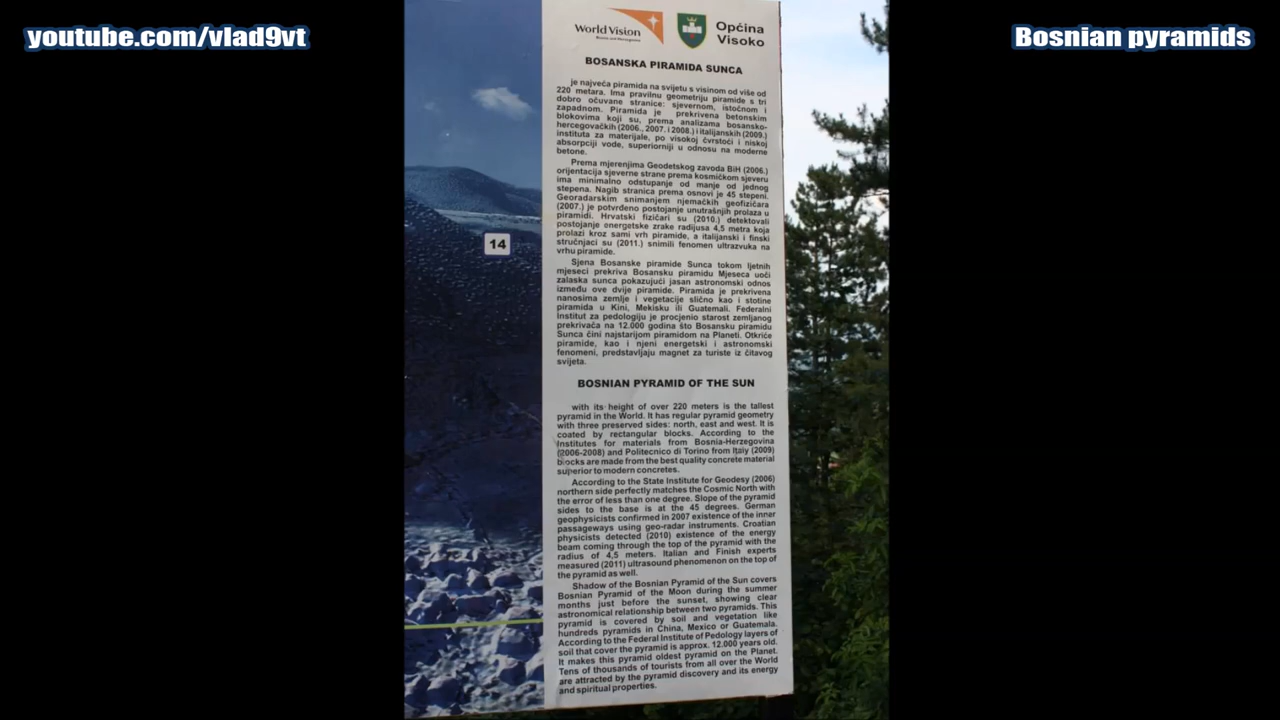 youtube.com/vlad9vt
Bosnian pyramids
World Vision
Bosnia and Herzegovina
Općina
Visoko
BOSANSKA PIRAMIDA SUNCA
je najveća piramida na svijetu s visinom od više od
220 metara. Ima pravilnu geometriju piramide s tri
dobro očuvane stranice: sjevernom, istočnom i
zapadnom. Piramida je prekrivena betonskim
blokovima koji su, prema analizama bosansko-
hercegovačkih (2006., 2007. i 2008.) i italijanskih (2009.)
instituta za materijale, po visokoj čvrstoći i niskoj
absorpciji vode, superiorniji u odnosu na moderne
betone.
Prema mjerenjima Geodetskog zavoda BiH (2006.)
orijentacija sjeverne strane prema kosmičkom sjeveru
ima minimalno odstupanje od manje od jednog
stepena. Nagib stranica prema osnovi je 45 stepeni.
Georadarskim snimanjem njemačkih geofizičara
(2007.) je potvrđeno postojanje unutrašnjih prolaza u
piramidi. Hrvatski fizičari su (2010.) detektovali
postojanje energetske zrake radijusa 4,5 metra koja
prolazi kroz sami vrh piramide, a italijanski i finski
stručnjaci su (2011.) snimili fenomen ultrazvuka na
vrhu piramide.
Sjena Bosanske piramide Sunca tokom ljetnih
mjeseci prekriva Bosansku piramidu Mjeseca uoči
zalaska sunca pokazujući jasan astronomski odnos
između ove dvije piramide. Piramida je prekrivena
nanosima zemlje i vegetacije slično kao i stotine
piramida u Kini, Meksiku ili Guatemali. Federalni
Institut za pedologiju je procjenio starost zemljanog
prekrivača na 12.000 godina što Bosansku piramidu
Sunca čini najstarijom piramidom na Planeti. Otkriće
piramide, kao i njeni energetski i astronomski
fenomeni, predstavljaju magnet za turiste iz čitavog
svijeta.
14
BOSNIAN PYRAMID OF THE SUN
with its height of over 220 meters is the tallest
pyramid in the World. It has regular pyramid geometry
with three preserved sides: north, east and west. It is
coated by rectangular blocks. According to the
Institutes for materials from Bosnia-Herzegovina
(2006-2008) and Politecnico di Torino from Italy (2009)
blocks are made from the best quality concrete material
superior to modern concretes.
According to the State Institute for Geodesy (2006)
northern side perfectly matches the Cosmic North with
the error of less than one degree. Slope of the pyramid
sides to the base is at the 45 degrees. German
geophysicists confirmed in 2007 existence of the inner
passageways using geo-radar instruments. Croatian
physicists detected (2010) existence of the energy
beam coming through the top of the pyramid with the
radius of 4,5 meters. Italian and Finish experts
measured (2011) ultrasound phenomenon on the top of
the pyramid as well.
Shadow of the Bosnian Pyramid of the Sun covers
Bosnian Pyramid of the Moon during the summer
months just before the sunset, showing clear
astronomical relationship between two pyramids. This
pyramid is covered by soil and vegetation like
hundreds pyramids in China, Mexico or Guatemala.
According to the Federal Institute of Pedology layers of
soil that cover the pyramid is approx. 12.000 years old.
It makes this pyramid oldest pyramid on the Planet.
Tens of thousands of tourists from all over the World
are attracted by the pyramid discovery and its energy
and spiritual properties.